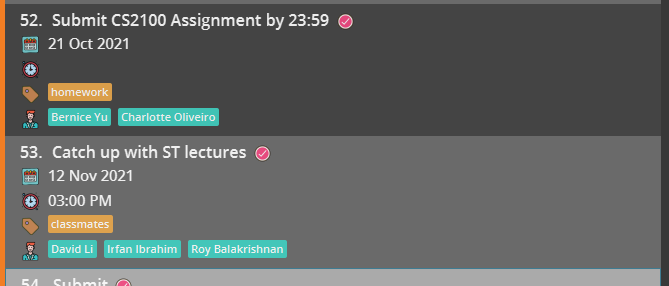 52. Submit CS2100 Assignment by 23:59
21 Oct 2021
homework
Bernice Yu Charlotte Oliveiro
53. Catch up with ST lectures
12 Nov 2021
03:00 PM
classmates
David Li Irfan Ibrahim Roy Balakrishnan
54. Submit